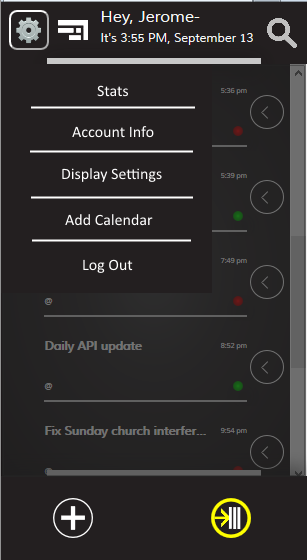 Hey, Jerome-
It's 3:55 PM, September 13
Stats
Account Info
Display Settings
Add Calendar
Log Out
5:36 pm
5:39 pm
7:49 pm
@
Daily API update
8:52 pm
@
Fix Sunday church interfer...
9:54 pm
@